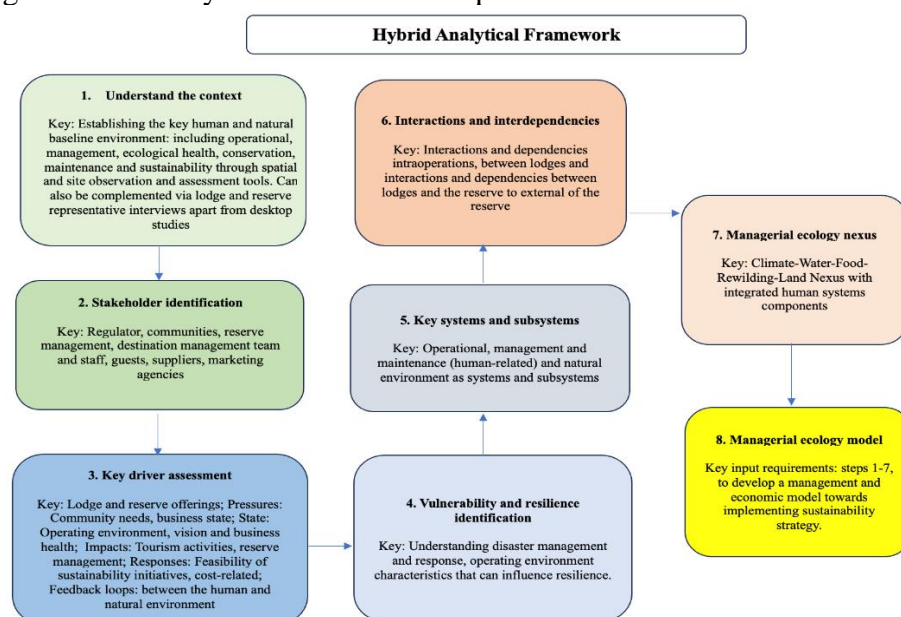 Hybrid Analytical Framework
1. Understand the context
Key: Establishing the key human and natural
baseline environment: including operational,
management, ecological health, conservation,
maintenance and sustainability through spatial
and site observation and assessment tools. Can
also be complemented via lodge and reserve
representative interviews apart from desktop
studies
2. Stakeholder identification
Key: Regulator, communities, reserve
management, destination management team
and staff, guests, suppliers, marketing
agencies
3. Key driver assessment
Key: Lodge and reserve offerings; Pressures:
Community needs, business state; State:
Operating environment, vision and business
health; Impacts: Tourism activities, reserve
management; Responses: Feasibility of
sustainability initiatives, cost-related;
Feedback loops: between the human and
natural environment
4. Vulnerability and resilience
identification
Key: Understanding disaster management
and response, operating environment
characteristics that can influence resilience.
5. Key systems and subsystems
Key: Operational, management and
maintenance (human-related) and natural
environment as systems and subsystems
6. Interactions and interdependencies
Key: Interactions and dependencies
intraoperations, between lodges and
interactions and dependencies between
lodges and the reserve to external of the
reserve
7. Managerial ecology nexus
Key: Climate-Water-Food-
Rewilding-Land Nexus with
integrated human systems
components
8. Managerial ecology model
Key input requirements: steps 1-7,
to develop a management and
economic model towards
implementing sustainability
strategy.